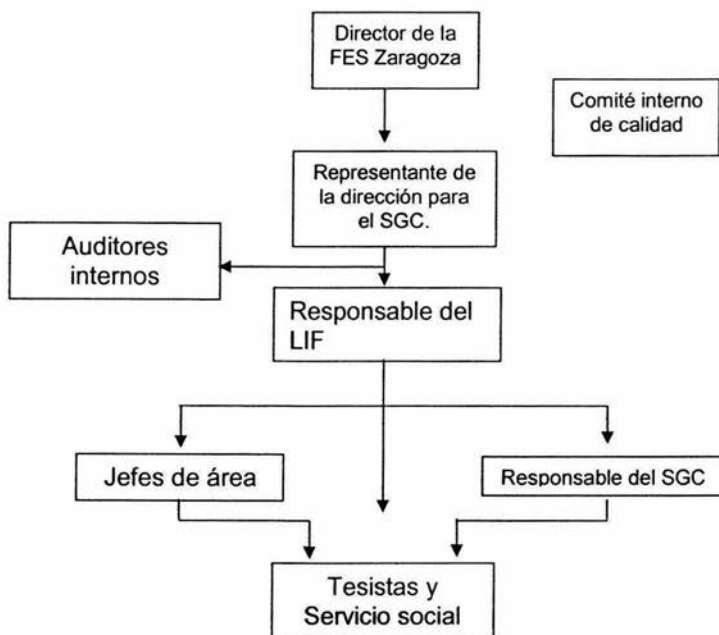 Director de la
FES Zaragoza
Comité interno
de calidad
Representante de
la dirección para
el SGC.
Auditores
internos
Responsable del
LIF
Jefes de área
Responsable del SGC
Tesistas y
Servicio social